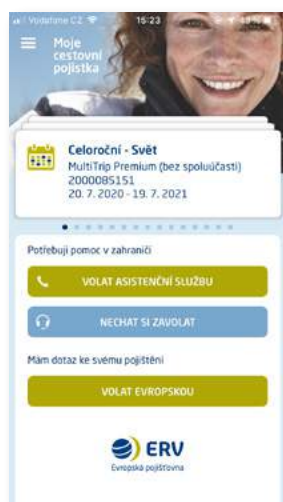 Vodafone CZ 15:23 49 %
Moje
cestovní
pojistka
Celoroční - Svět
MultiTrip Premium (bez spoluúčasti)
2000085151
20. 7. 2020 - 19. 7. 2021
Potřebuji pomoc v zahraničí
VOLAT ASISTENČNÍ SLUŽBU
NECHAT SI ZAVOLAT
Mám dotaz ke svému pojištění
VOLAT EVROPSKOU
ERV
Evropská pojišťovna